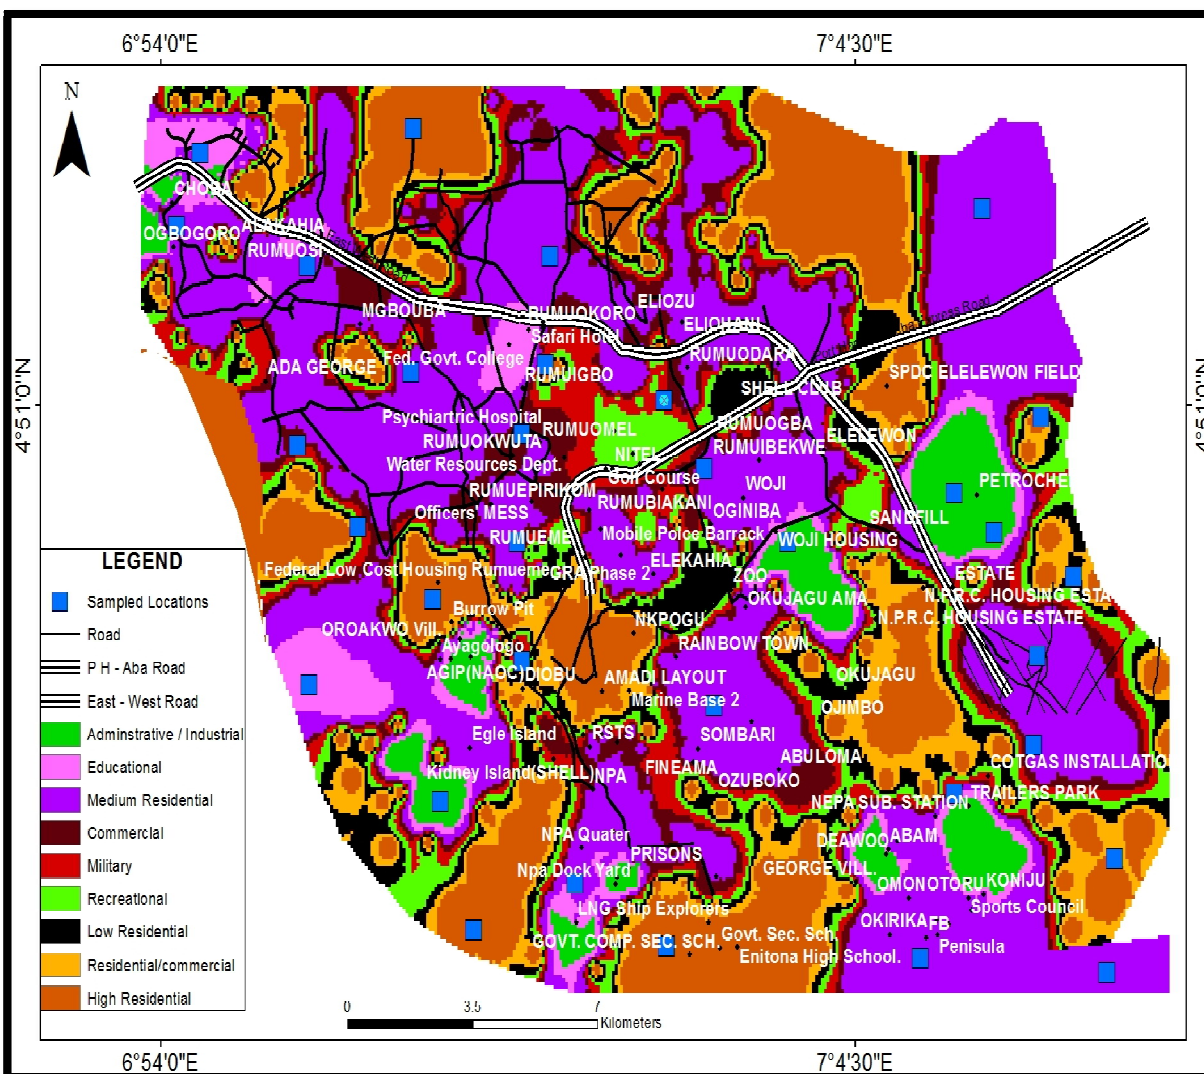 6°54'0"E
7°4'30"E
N
CHOBA
OGBOGORO
ALAKAHIA
RUMUOSI
MGBOUBA
RUMUOKORO
ELIOZU
Safari Hotel
ELIOHANI
ADA GEORGE
Fed. Govt. College
RUMUIGBO
RUMUODARA
SHELL CLUB
SPDC ELELEWON FIELD
4°51'0"N
4°51'0"N
Psychiartric Hospital
RUMUOKWUTA
RUMUOMEL
Water Resources Dept.
NITEL
RUMUOGBA
RUMUIBEKWE
ELELEWON
Golf Course
RUMUEPIRIKOM
RUMUBIAKANI
WOJI
PETROCHE
Officers' MESS
OGINIBA
SANDFILL
RUMUEME
Mobile Police Barrack
WOJI HOUSING
Federal Low Cost Housing Rumueme
GRA Phase 2
ELEKAHIA
ZOO
ESTATE
OKUJAGU AMA
N.P.R.C. HOUSING ESTA
N.P.R.C. HOUSING ESTATE
Burrow Pit
NKPOGU
OROAKWO Vill.
RAINBOW TOWN
Ayagologo
AGIP(NAOC)
DIOBU
AMADI LAYOUT
OKUJAGU
Marine Base 2
OJIMBO
Egle Island
RSTS
SOMBARI
ABULOMA
COTGAS INSTALLATIO
Kidney Island(SHELL)
NPA
FINEAMA
OZUBOKO
NEPA SUB. STATION
TRAILERS PARK
NPA Quater
PRISONS
DEAWOO
ABAM
Npa Dock Yard
GEORGE VILL.
OMONOTORU
KONIJU
LNG Ship Explorers
Sports Council
OKIRIKA
FB
GOVT. COMP. SEC. SCH.
Govt. Sec. Sch.
Enitona High School.
Penisula
LEGEND
Sampled Locations
Road
P H - Aba Road
East - West Road
Adminstrative / Industrial
Educational
Medium Residential
Commercial
Military
Recreational
Low Residential
Residential/commercial
High Residential
0 3.5 7
Kilometers
6°54'0"E
7°4'30"E